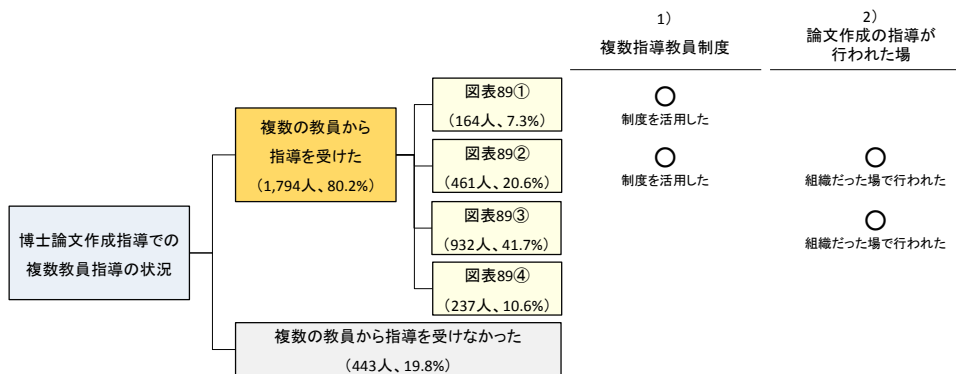 1)
複数指導教員制度
2)
論文作成の指導が
行われた場
図表89①
(164人、7.3%)
○
制度を活用した
複数の教員から
指導を受けた
(1,794人、80.2%)
図表89②
(461人、20.6%)
○
制度を活用した
○
組織だった場で行われた
図表89③
(932人、41.7%)
○
組織だった場で行われた
博士論文作成指導での
複数教員指導の状況
図表89④
(237人、10.6%)
複数の教員から指導を受けなかった
(443人、19.8%)